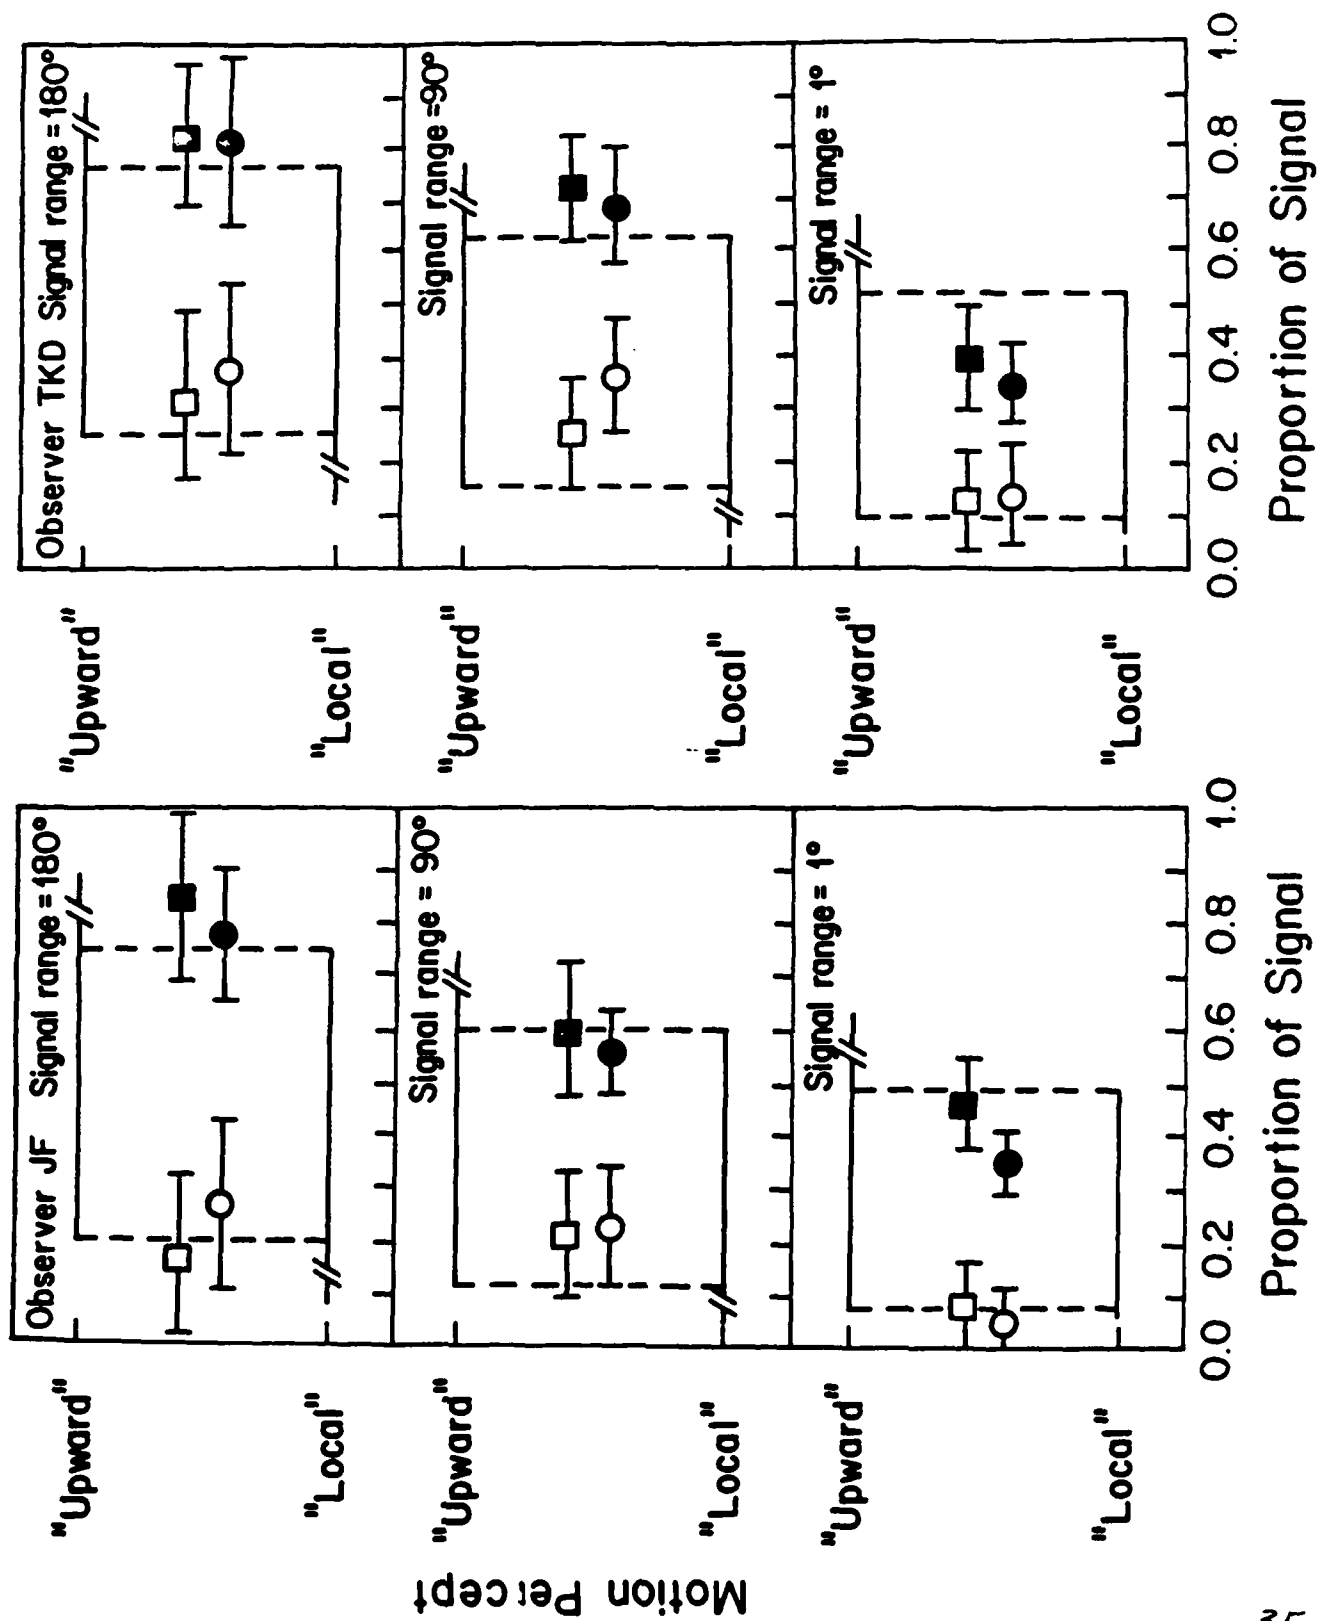 Motion Percept
Observer JF Signal range=180°
"Upward"
"Local"
Signal range = 90°
"Upward"
"Local"
Signal range = 1°
"Upward"
"Local"
0.0 0.2 0.4 0.6 0.8 1.0
Proportion of Signal
Observer TKD Signal range=180°
"Upward"
"Local"
Signal range=90°
"Upward"
"Local"
Signal range = 1°
"Upward"
"Local"
0.0 0.2 0.4 0.6 0.8 1.0
Proportion of Signal
35